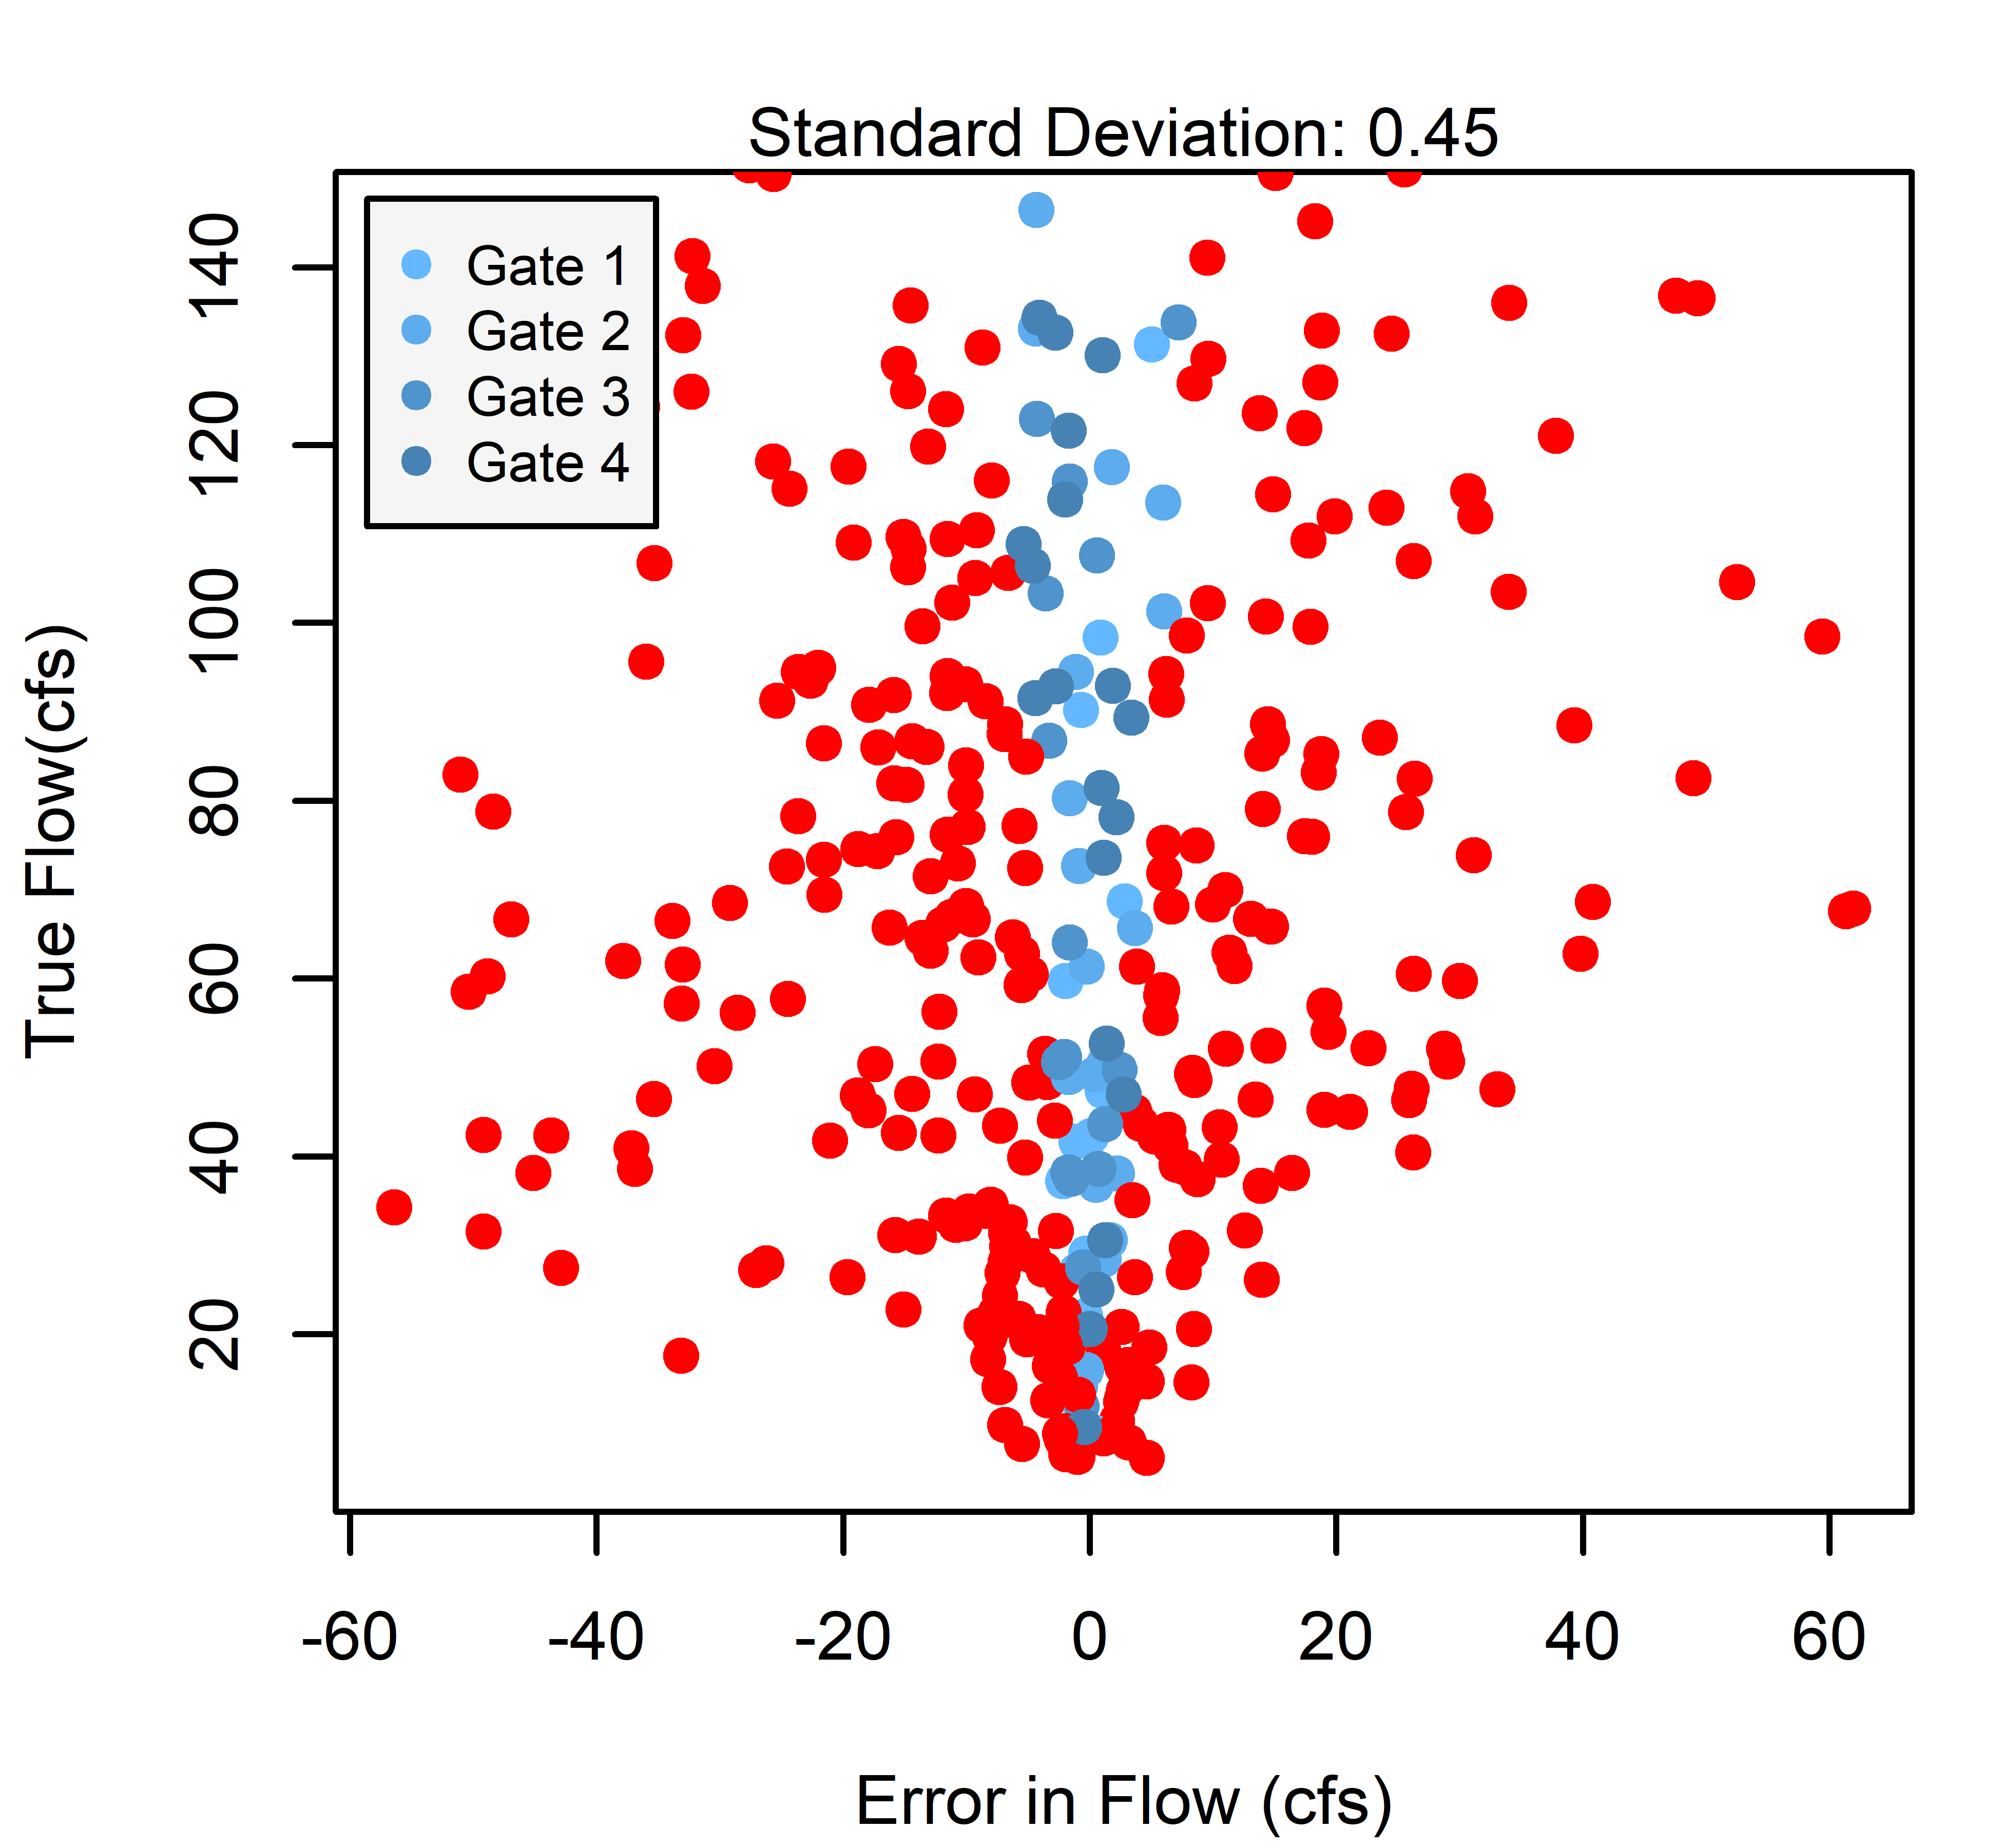 Standard Deviation: 0.45
Gate 1
Gate 2
Gate 3
Gate 4
True Flow(cfs)
140
120
100
80
60
40
20
-60 -40 -20 0 20 40 60
Error in Flow (cfs)